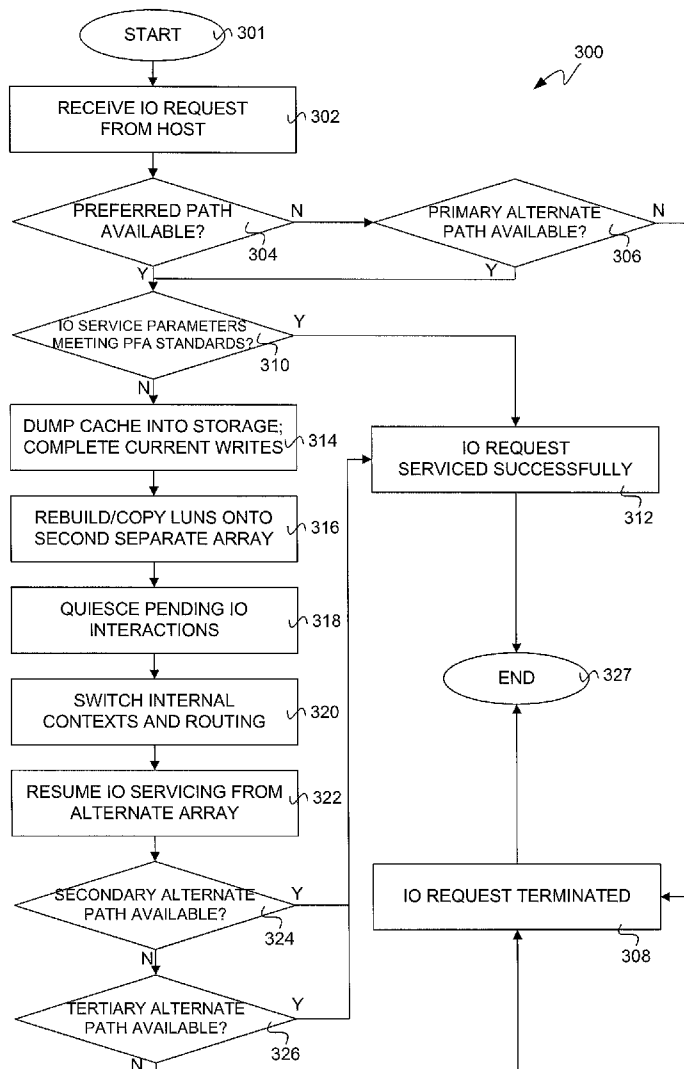 START
301
300
RECEIVE IO REQUEST
FROM HOST
302
PREFERRED PATH
AVAILABLE?
304
N
Y
PRIMARY ALTERNATE
PATH AVAILABLE?
306
N
Y
IO SERVICE PARAMETERS
MEETING PFA STANDARDS?
310
Y
N
DUMP CACHE INTO STORAGE;
COMPLETE CURRENT WRITES
314
IO REQUEST
SERVICED SUCCESSFULLY
312
REBUILD/COPY LUNS ONTO
SECOND SEPARATE ARRAY
316
QUIESCE PENDING IO
INTERACTIONS
318
END
327
SWITCH INTERNAL
CONTEXTS AND ROUTING
320
RESUME IO SERVICING FROM
ALTERNATE ARRAY
322
SECONDARY ALTERNATE
PATH AVAILABLE?
324
Y
N
IO REQUEST TERMINATED
308
TERTIARY ALTERNATE
PATH AVAILABLE?
326
Y
N